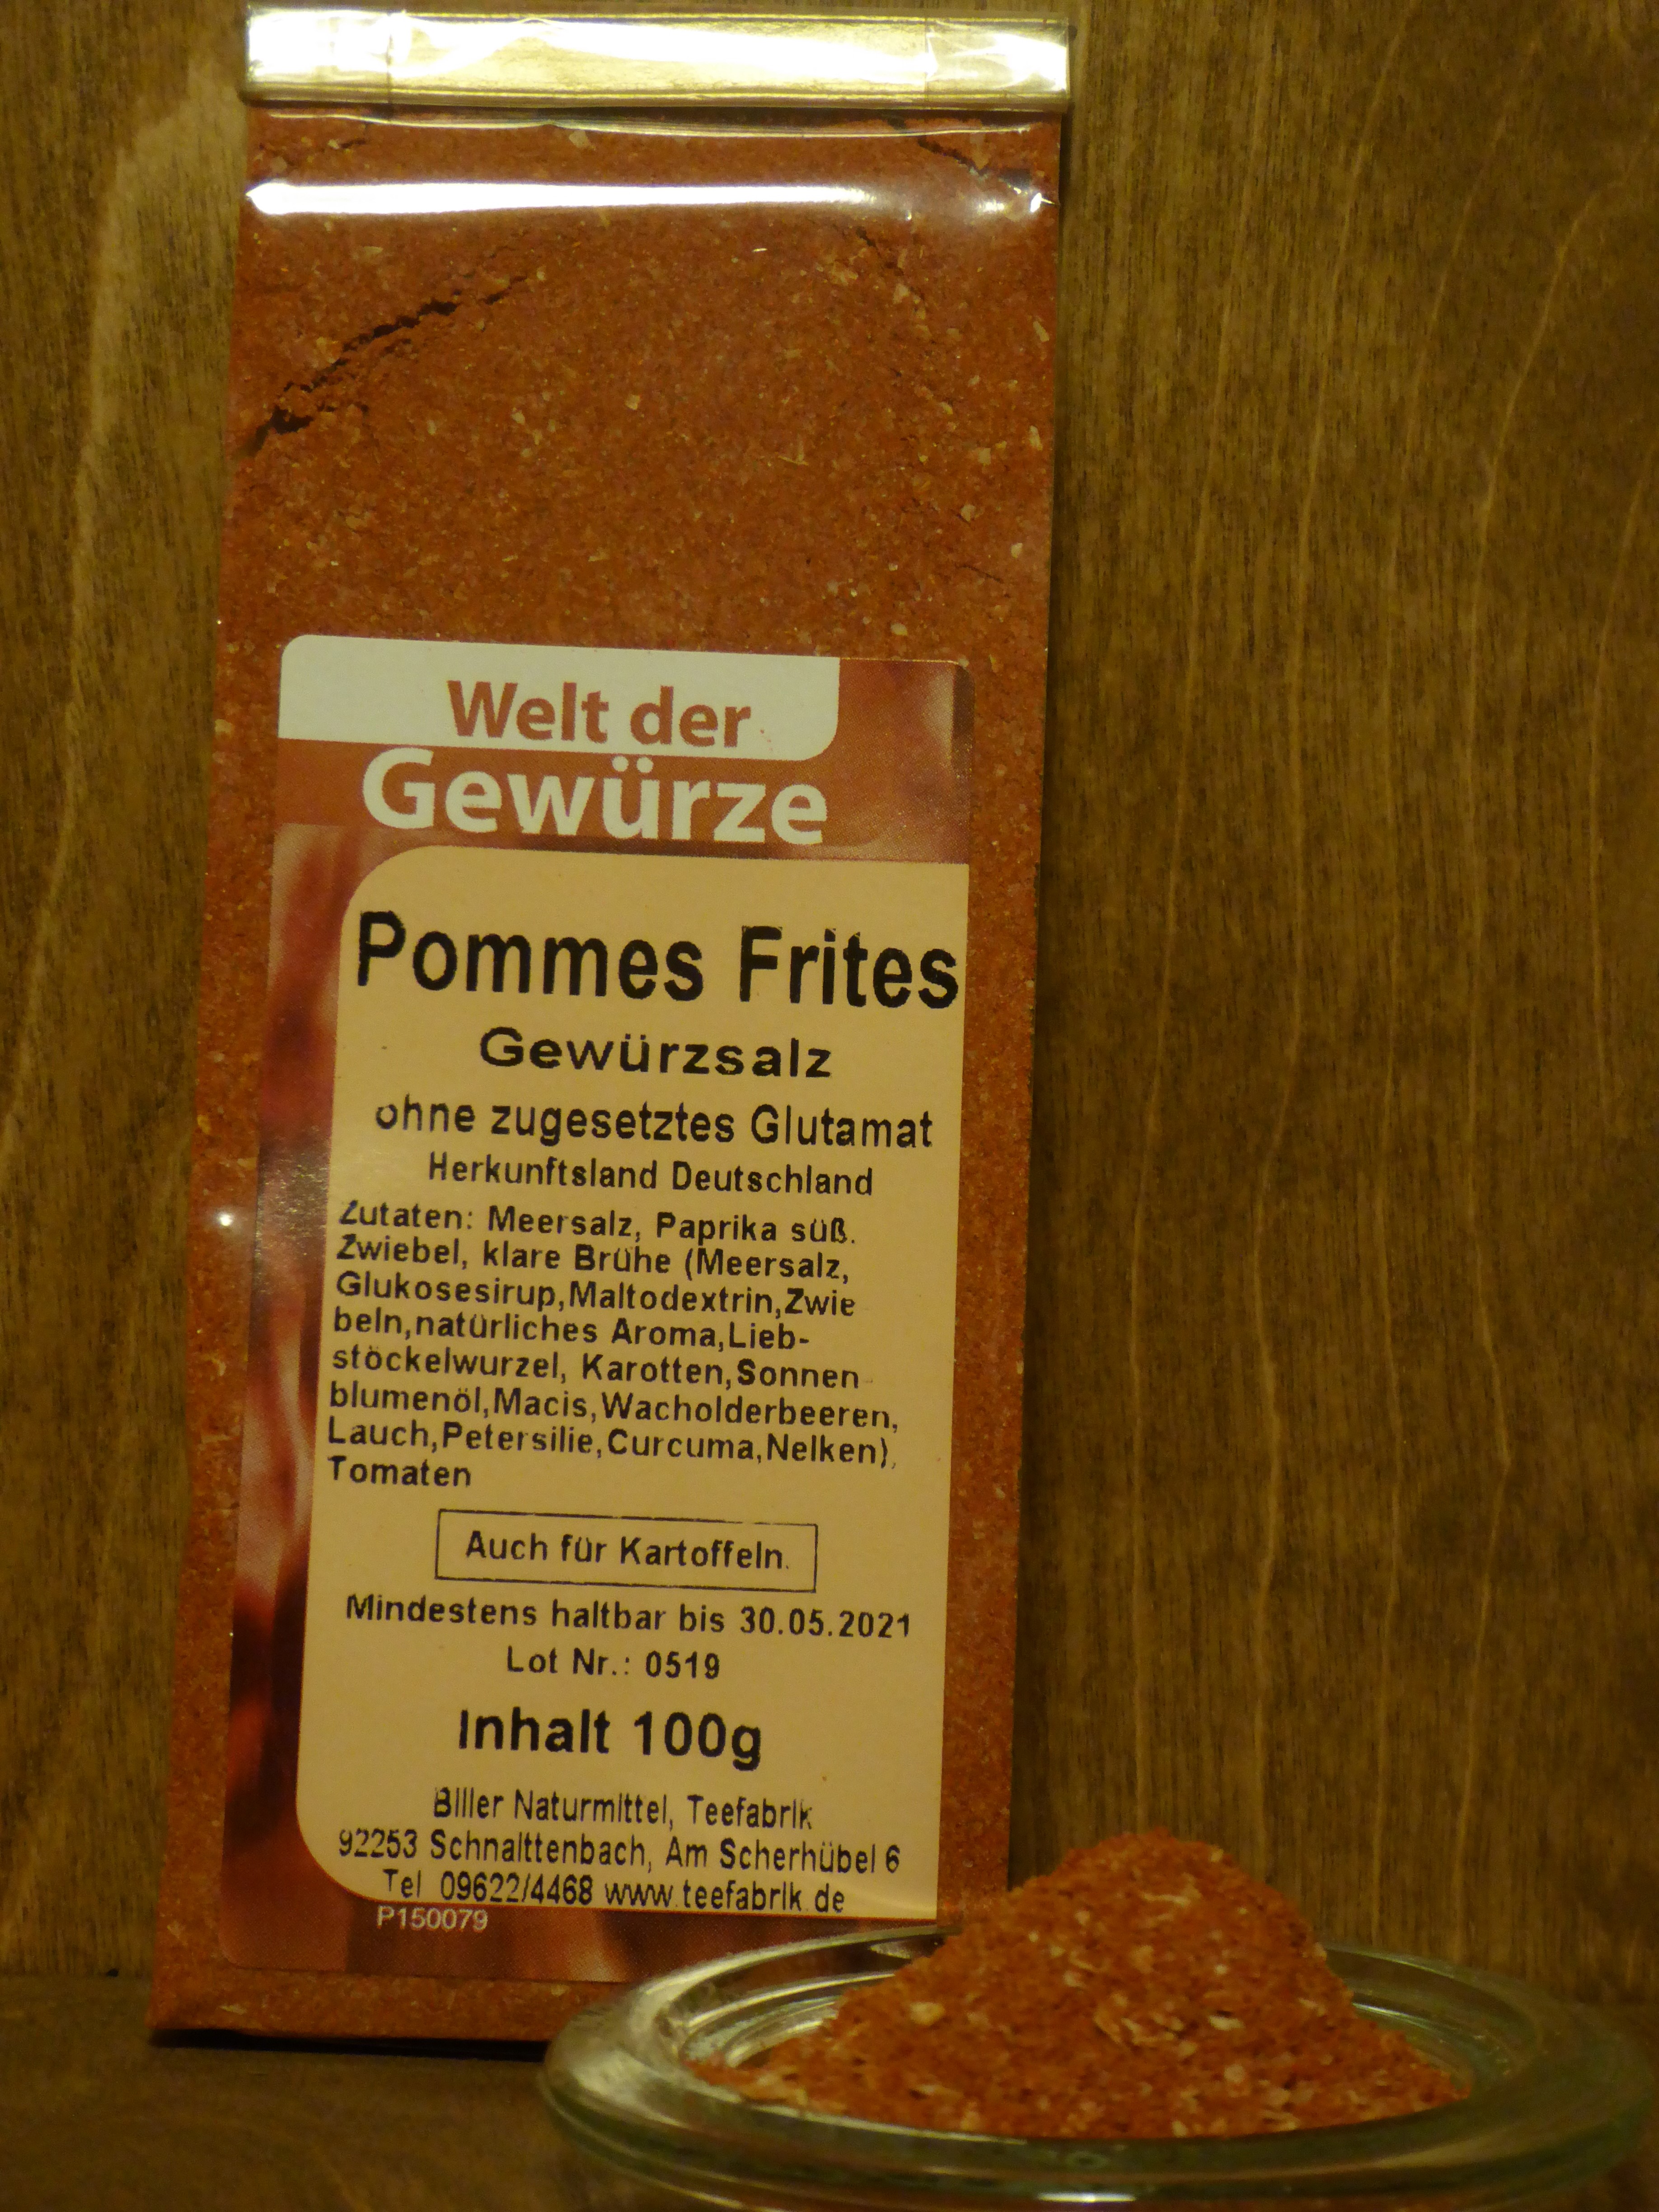 Welt der
Gewürze
Pommes Frites
Gewürzsalz
ohne zugesetztes Glutamat
Herkunftsland Deutschland
Zutaten: Meersalz, Paprika süß.
Zwiebel, klare Brühe (Meersalz,
Glukosesirup,Maltodextrin,Zwie
beln,natürliches Aroma,Lieb-
stöckelwurzel, Karotten,Sonnen-
blumenöl,Macis,Wacholderbeeren,
Lauch,Petersilie,Curcuma,Nelken),
Tomaten
Auch für Kartoffeln.
Mindestens haltbar bis 30.05.2021
Lot Nr.: 0519
Inhalt 100g
Biller Naturmittel, Teefabrik
92253 Schnaittenbach, Am Scherhübel 6
Tel 09622/4468 www.teefabrik.de
P150079